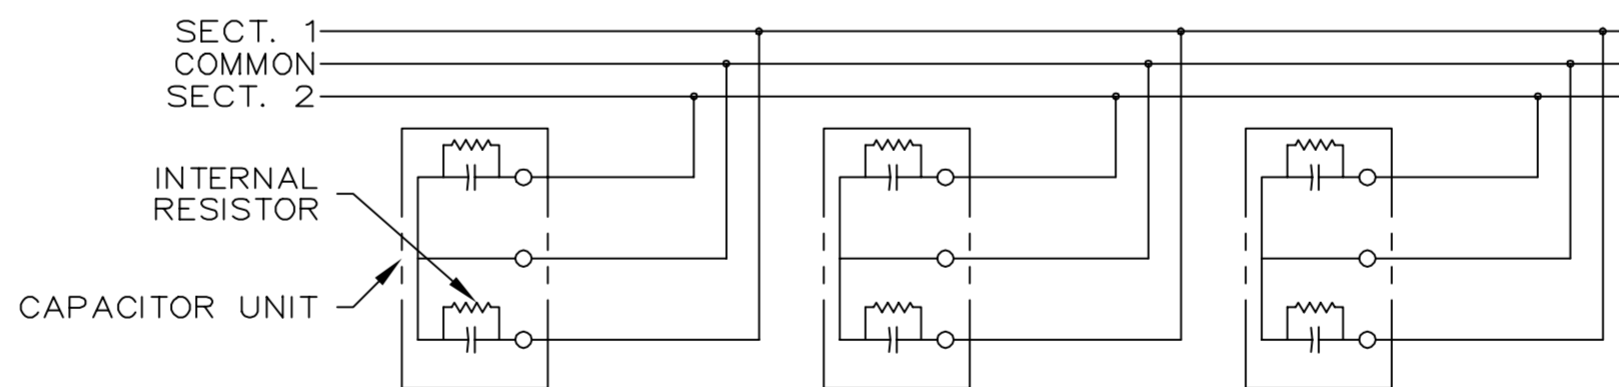 SECT. 1
COMMON
SECT. 2
INTERNAL
RESISTOR
CAPACITOR UNIT